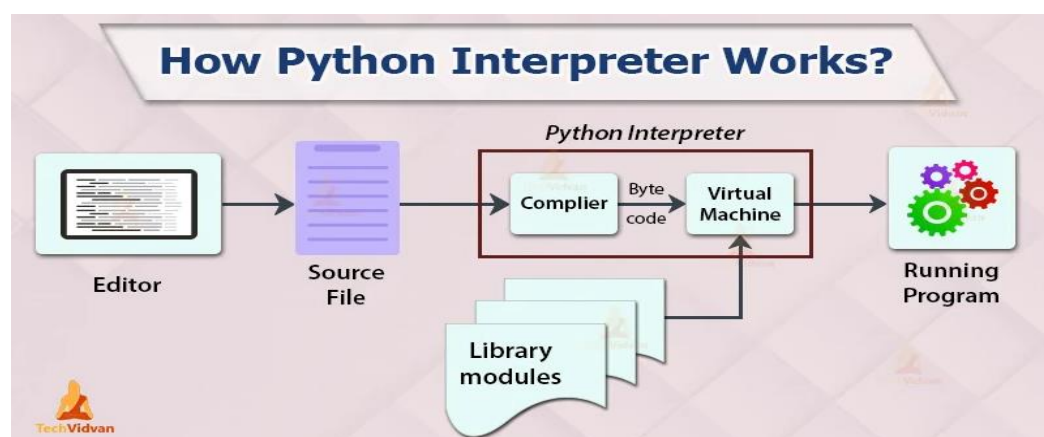 How Python Interpreter Works?
Python Interpreter
Complier
Byte
code
Virtual
Machine
Editor
Source
File
Running
Program
Library
modules
TechVidvan